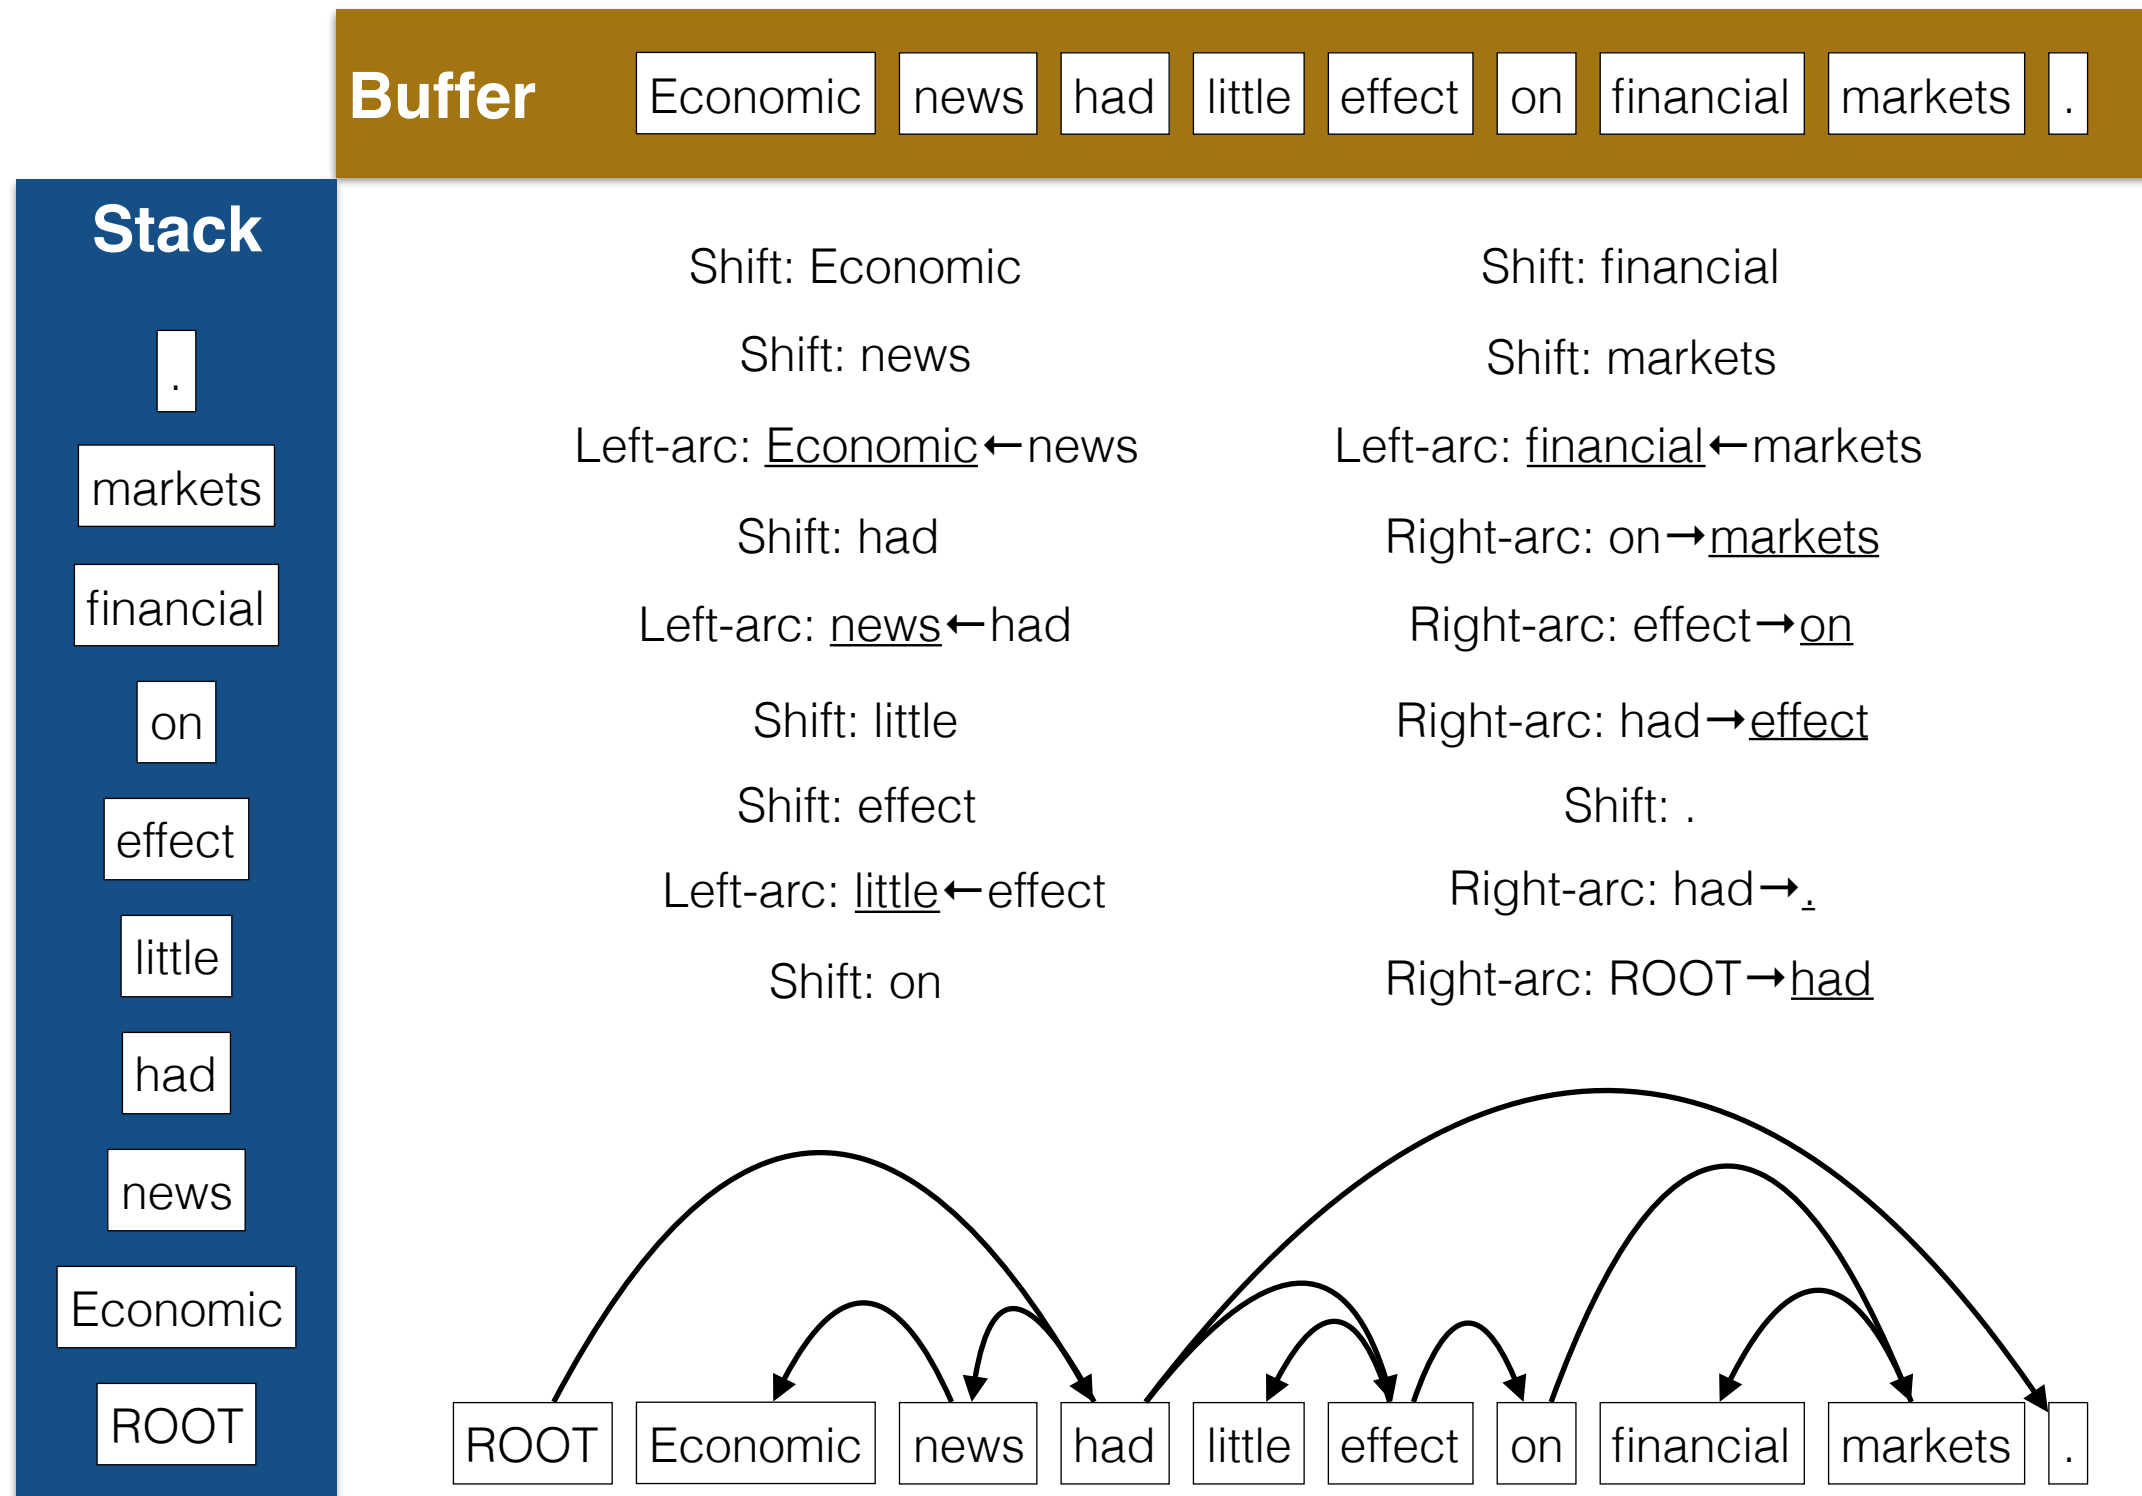 Buffer Economic news had little effect on financial markets .
Stack
.
markets
financial
on
effect
little
had
news
Economic
ROOT
Shift: Economic
Shift: news
Left-arc: Economic←news
Shift: had
Left-arc: news←had
Shift: little
Shift: effect
Left-arc: little←effect
Shift: on
Shift: financial
Shift: markets
Left-arc: financial←markets
Right-arc: on→markets
Right-arc: effect→on
Right-arc: had→effect
Shift: .
Right-arc: had→.
Right-arc: ROOT→had
ROOT Economic news had little effect on financial markets .